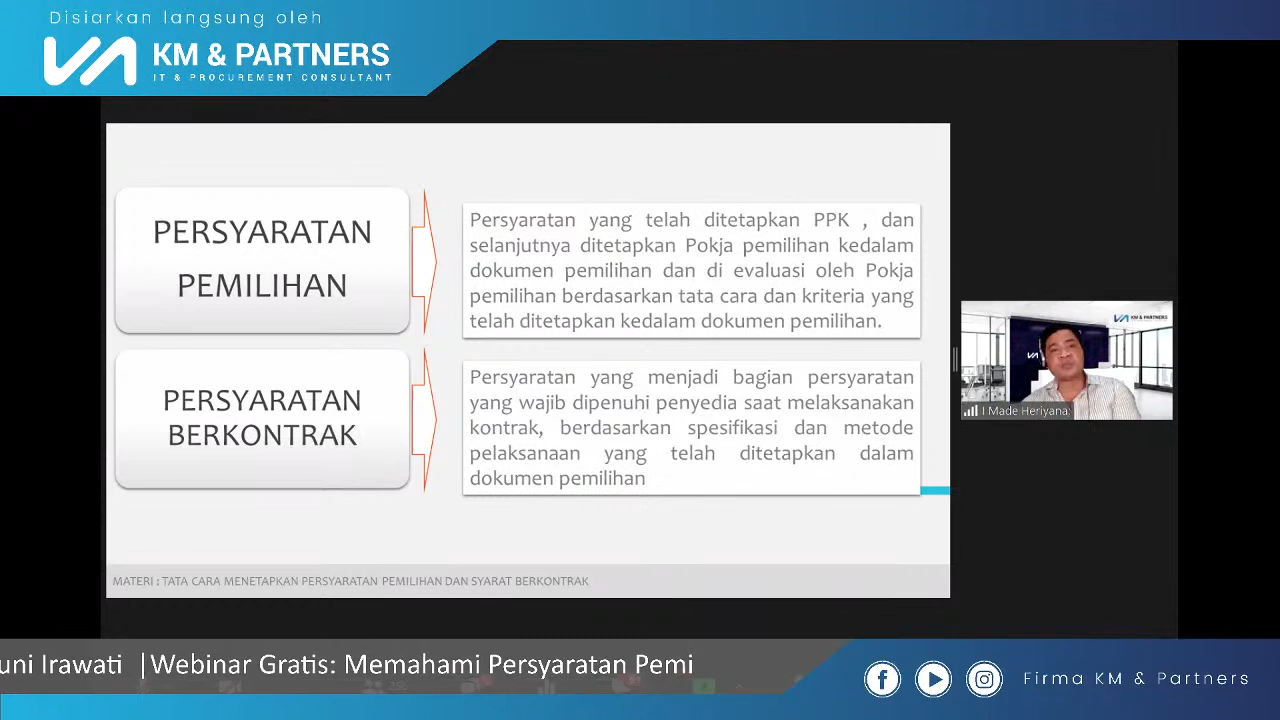 Disiarkan langsung oleh
KM & PARTNERS
IT & PROCUREMENT CONSULTANT
PERSYARATAN
PEMILIHAN
Persyaratan yang telah ditetapkan PPK , dan
selanjutnya ditetapkan Pokja pemilihan kedalam
dokumen pemilihan dan di evaluasi oleh Pokja
pemilihan berdasarkan tata cara dan kriteria yang
telah ditetapkan kedalam dokumen pemilihan.
PERSYARATAN
BERKONTRAK
Persyaratan yang menjadi bagian persyaratan
yang wajib dipenuhi penyedia saat melaksanakan
kontrak, berdasarkan spesifikasi dan metode
pelaksanaan yang telah ditetapkan dalam
dokumen pemilihan
MATERI : TATA CARA MENETAPKAN PERSYARATAN PEMILIHAN DAN SYARAT BERKONTRAK
KM & PARTNERS
I Made Heriyana
uni Irawati |Webinar Gratis: Memahami Persyaratan Pemi
Firma KM & Partners